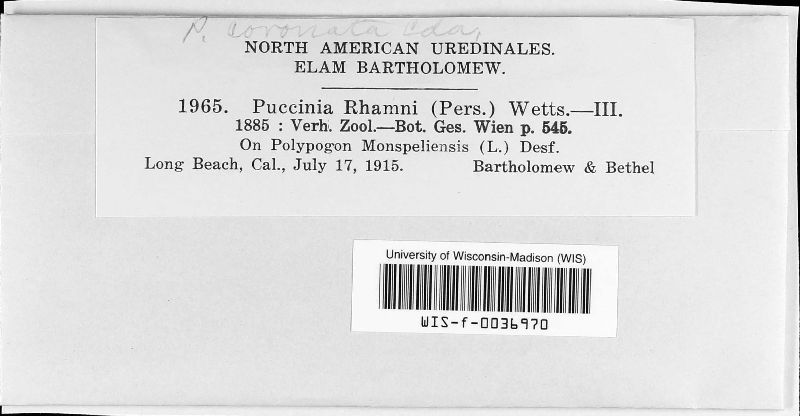 P. coronata Cda.
NORTH AMERICAN UREDINALES.
ELAM BARTHOLOMEW.
1965. Puccinia Rhamni (Pers.) Wetts.—III.
1885 : Verh. Zool.—Bot. Ges. Wien p. 545.
On Polypogon Monspeliensis (L.) Desf.
Long Beach, Cal., July 17, 1915. Bartholomew & Bethel
University of Wisconsin-Madison (WIS)
WIS-f-0036970